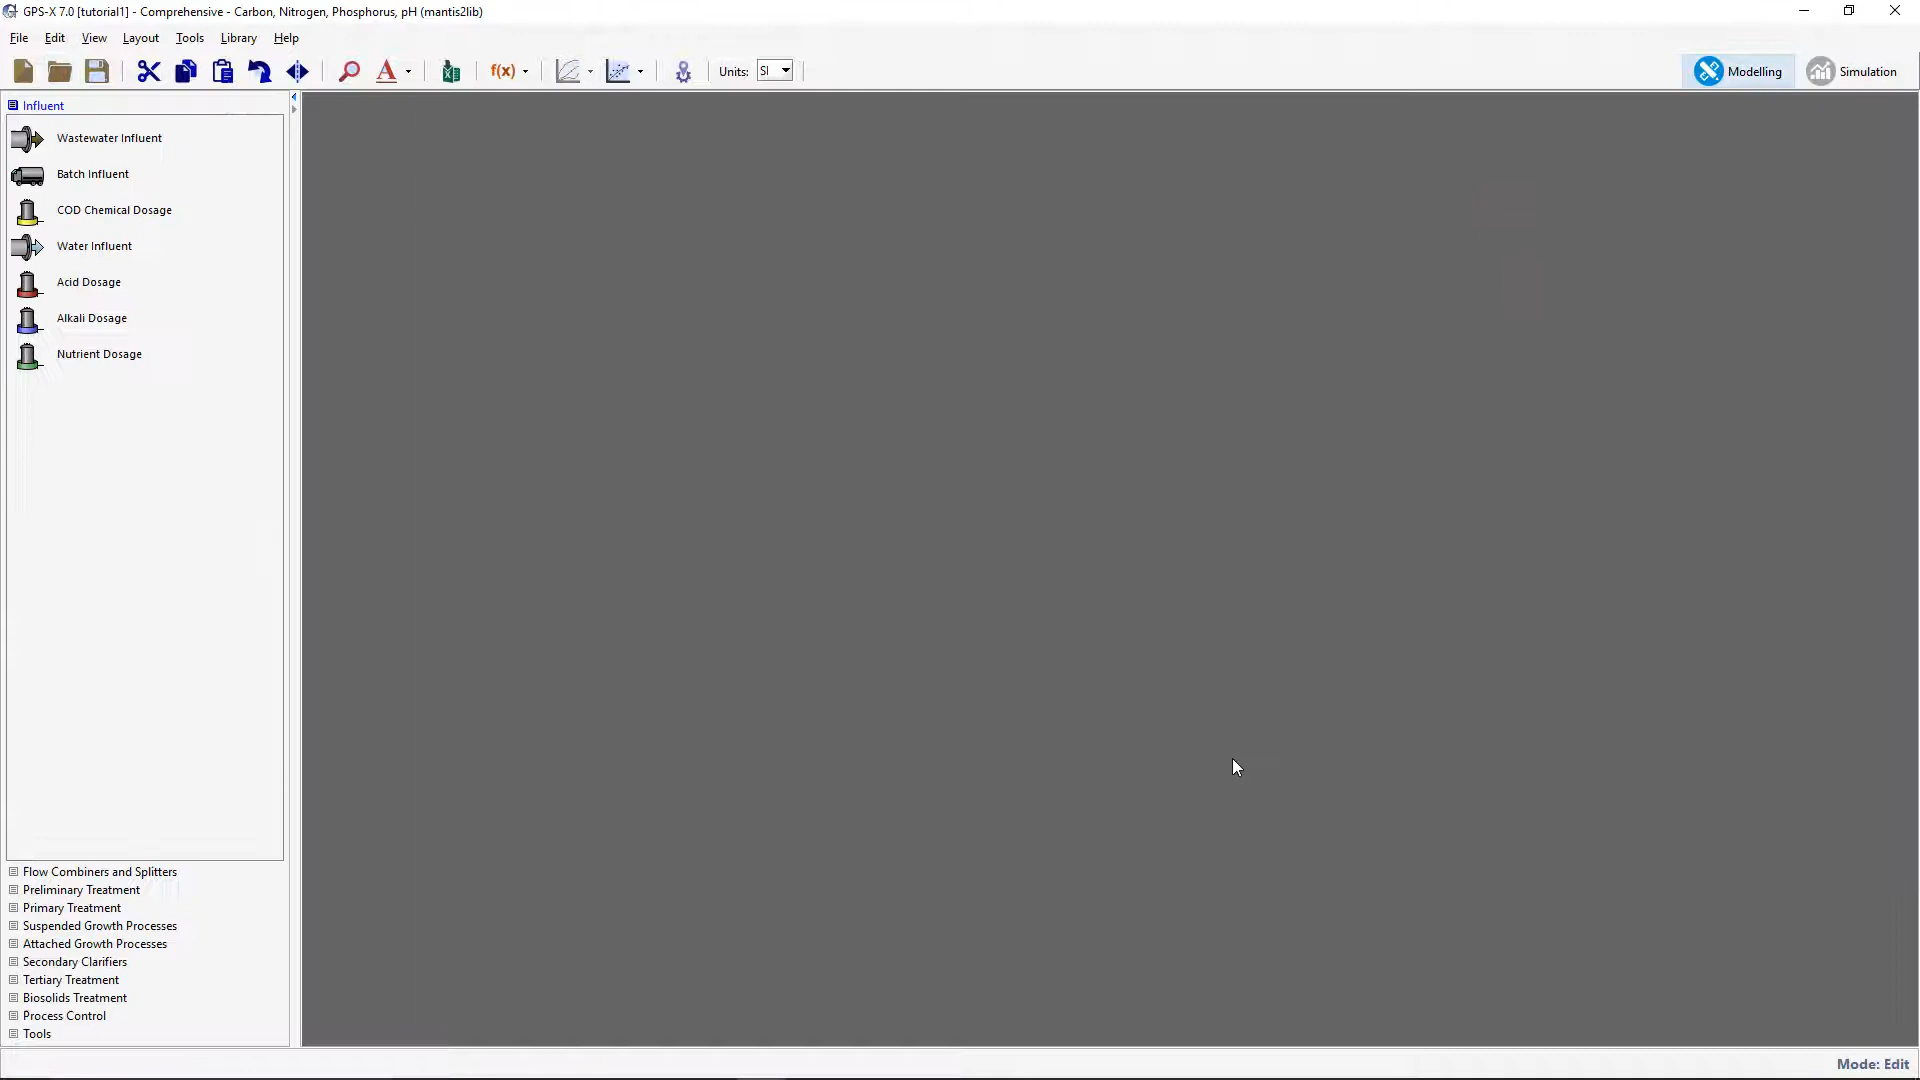 GPS-X 7.0 [tutorial1] - Comprehensive - Carbon, Nitrogen, Phosphorus, pH (mantis2lib)
File Edit View Layout Tools Library Help
A f(x) Units: SI Modelling Simulation
Influent
Wastewater Influent
Batch Influent
COD Chemical Dosage
Water Influent
Acid Dosage
Alkali Dosage
Nutrient Dosage
Flow Combiners and Splitters
Preliminary Treatment
Primary Treatment
Suspended Growth Processes
Attached Growth Processes
Secondary Clarifiers
Tertiary Treatment
Biosolids Treatment
Process Control
Tools
Mode: Edit